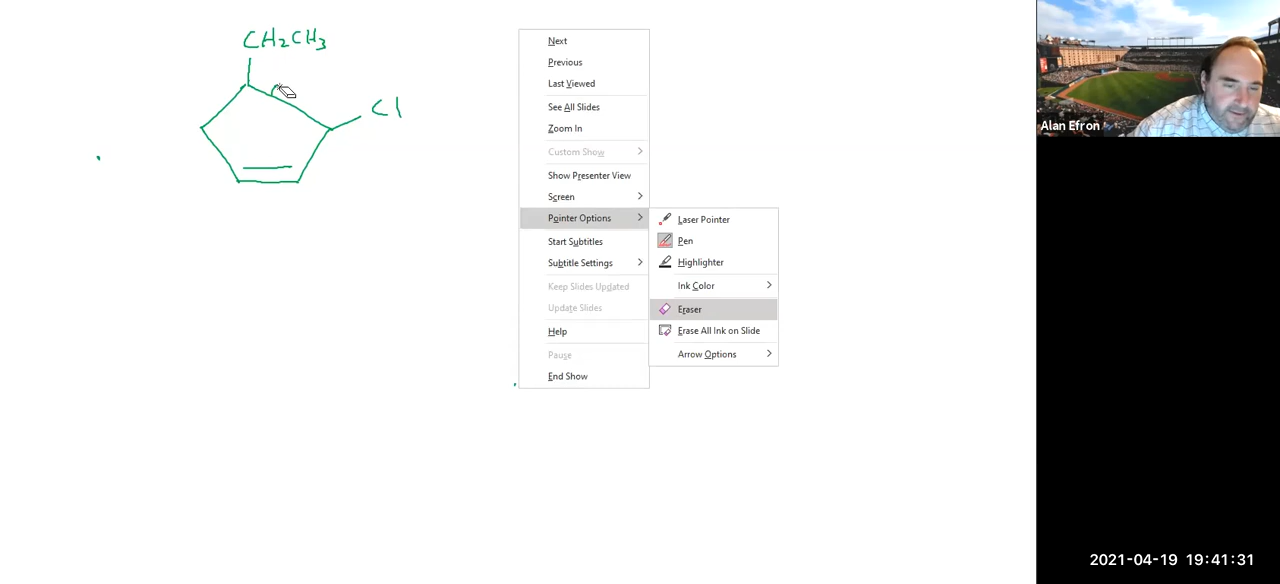 CH2CH3
Cl
Next
Previous
Last Viewed
See All Slides
Zoom In
Custom Show
Show Presenter View
Screen
Pointer Options
Start Subtitles
Subtitle Settings
Keep Slides Updated
Update Slides
Help
Pause
End Show
Laser Pointer
Pen
Highlighter
Ink Color
Eraser
Erase All Ink on Slide
Arrow Options
Alan Efron
2021-04-19 19:41:31